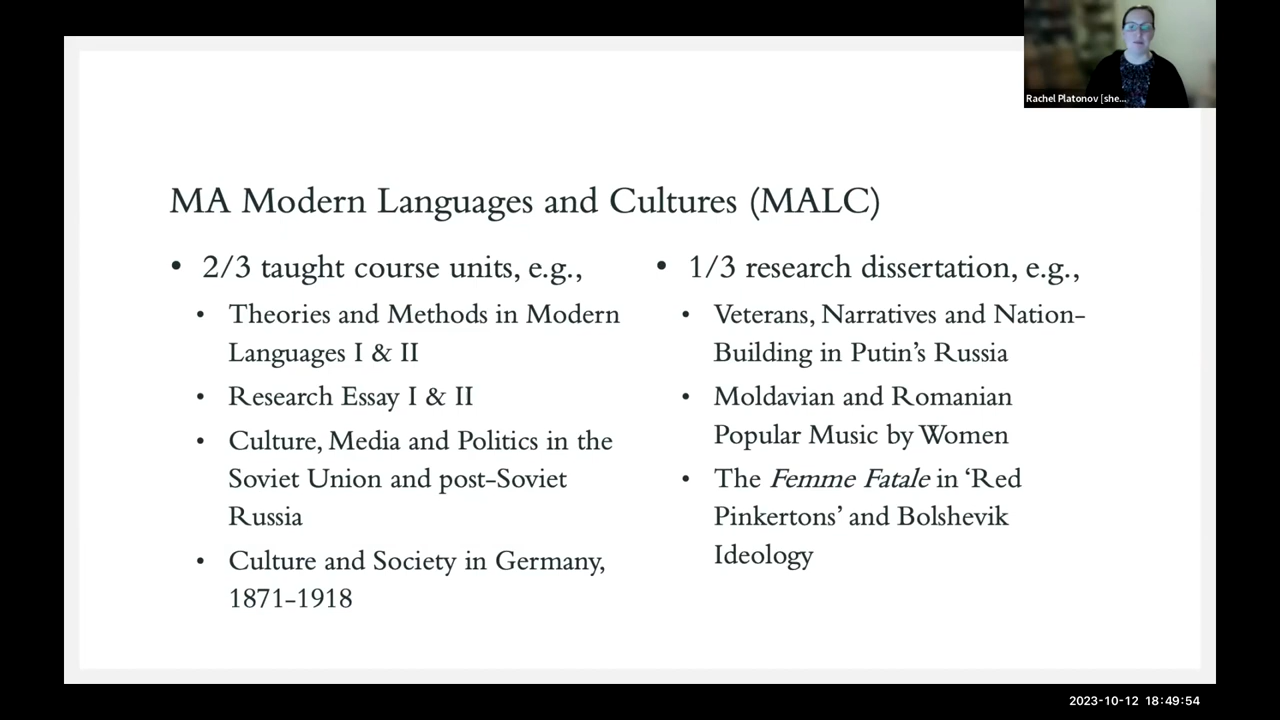 Rachel Platonov [she...
MA Modern Languages and Cultures (MALC)
• 2/3 taught course units, e.g.,
• Theories and Methods in Modern
Languages I & II
• Research Essay I & II
• Culture, Media and Politics in the
Soviet Union and post-Soviet
Russia
• Culture and Society in Germany,
1871-1918
• 1/3 research dissertation, e.g.,
• Veterans, Narratives and Nation-
Building in Putin’s Russia
• Moldavian and Romanian
Popular Music by Women
• The Femme Fatale in ‘Red
Pinkertons’ and Bolshevik
Ideology
2023-10-12 18:49:54